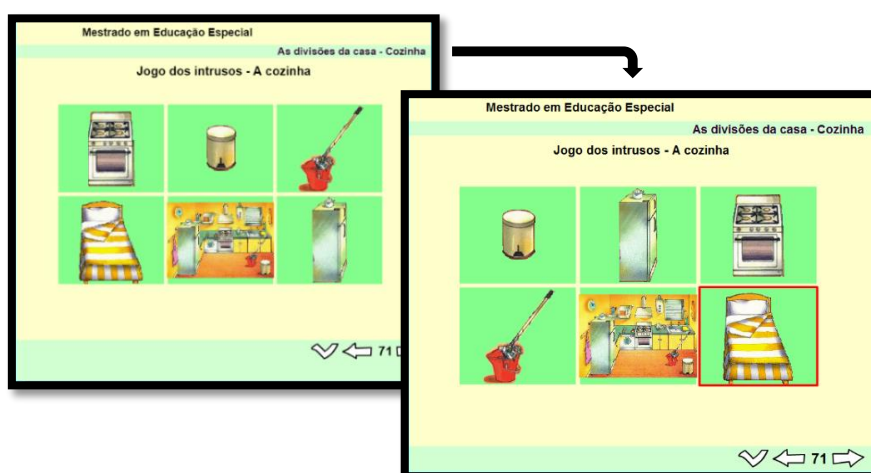 Mestrado em Educação Especial
As divisões da casa - Cozinha
Jogo dos intrusos - A cozinha
71
Mestrado em Educação Especial
As divisões da casa - Cozinha
Jogo dos intrusos - A cozinha
71